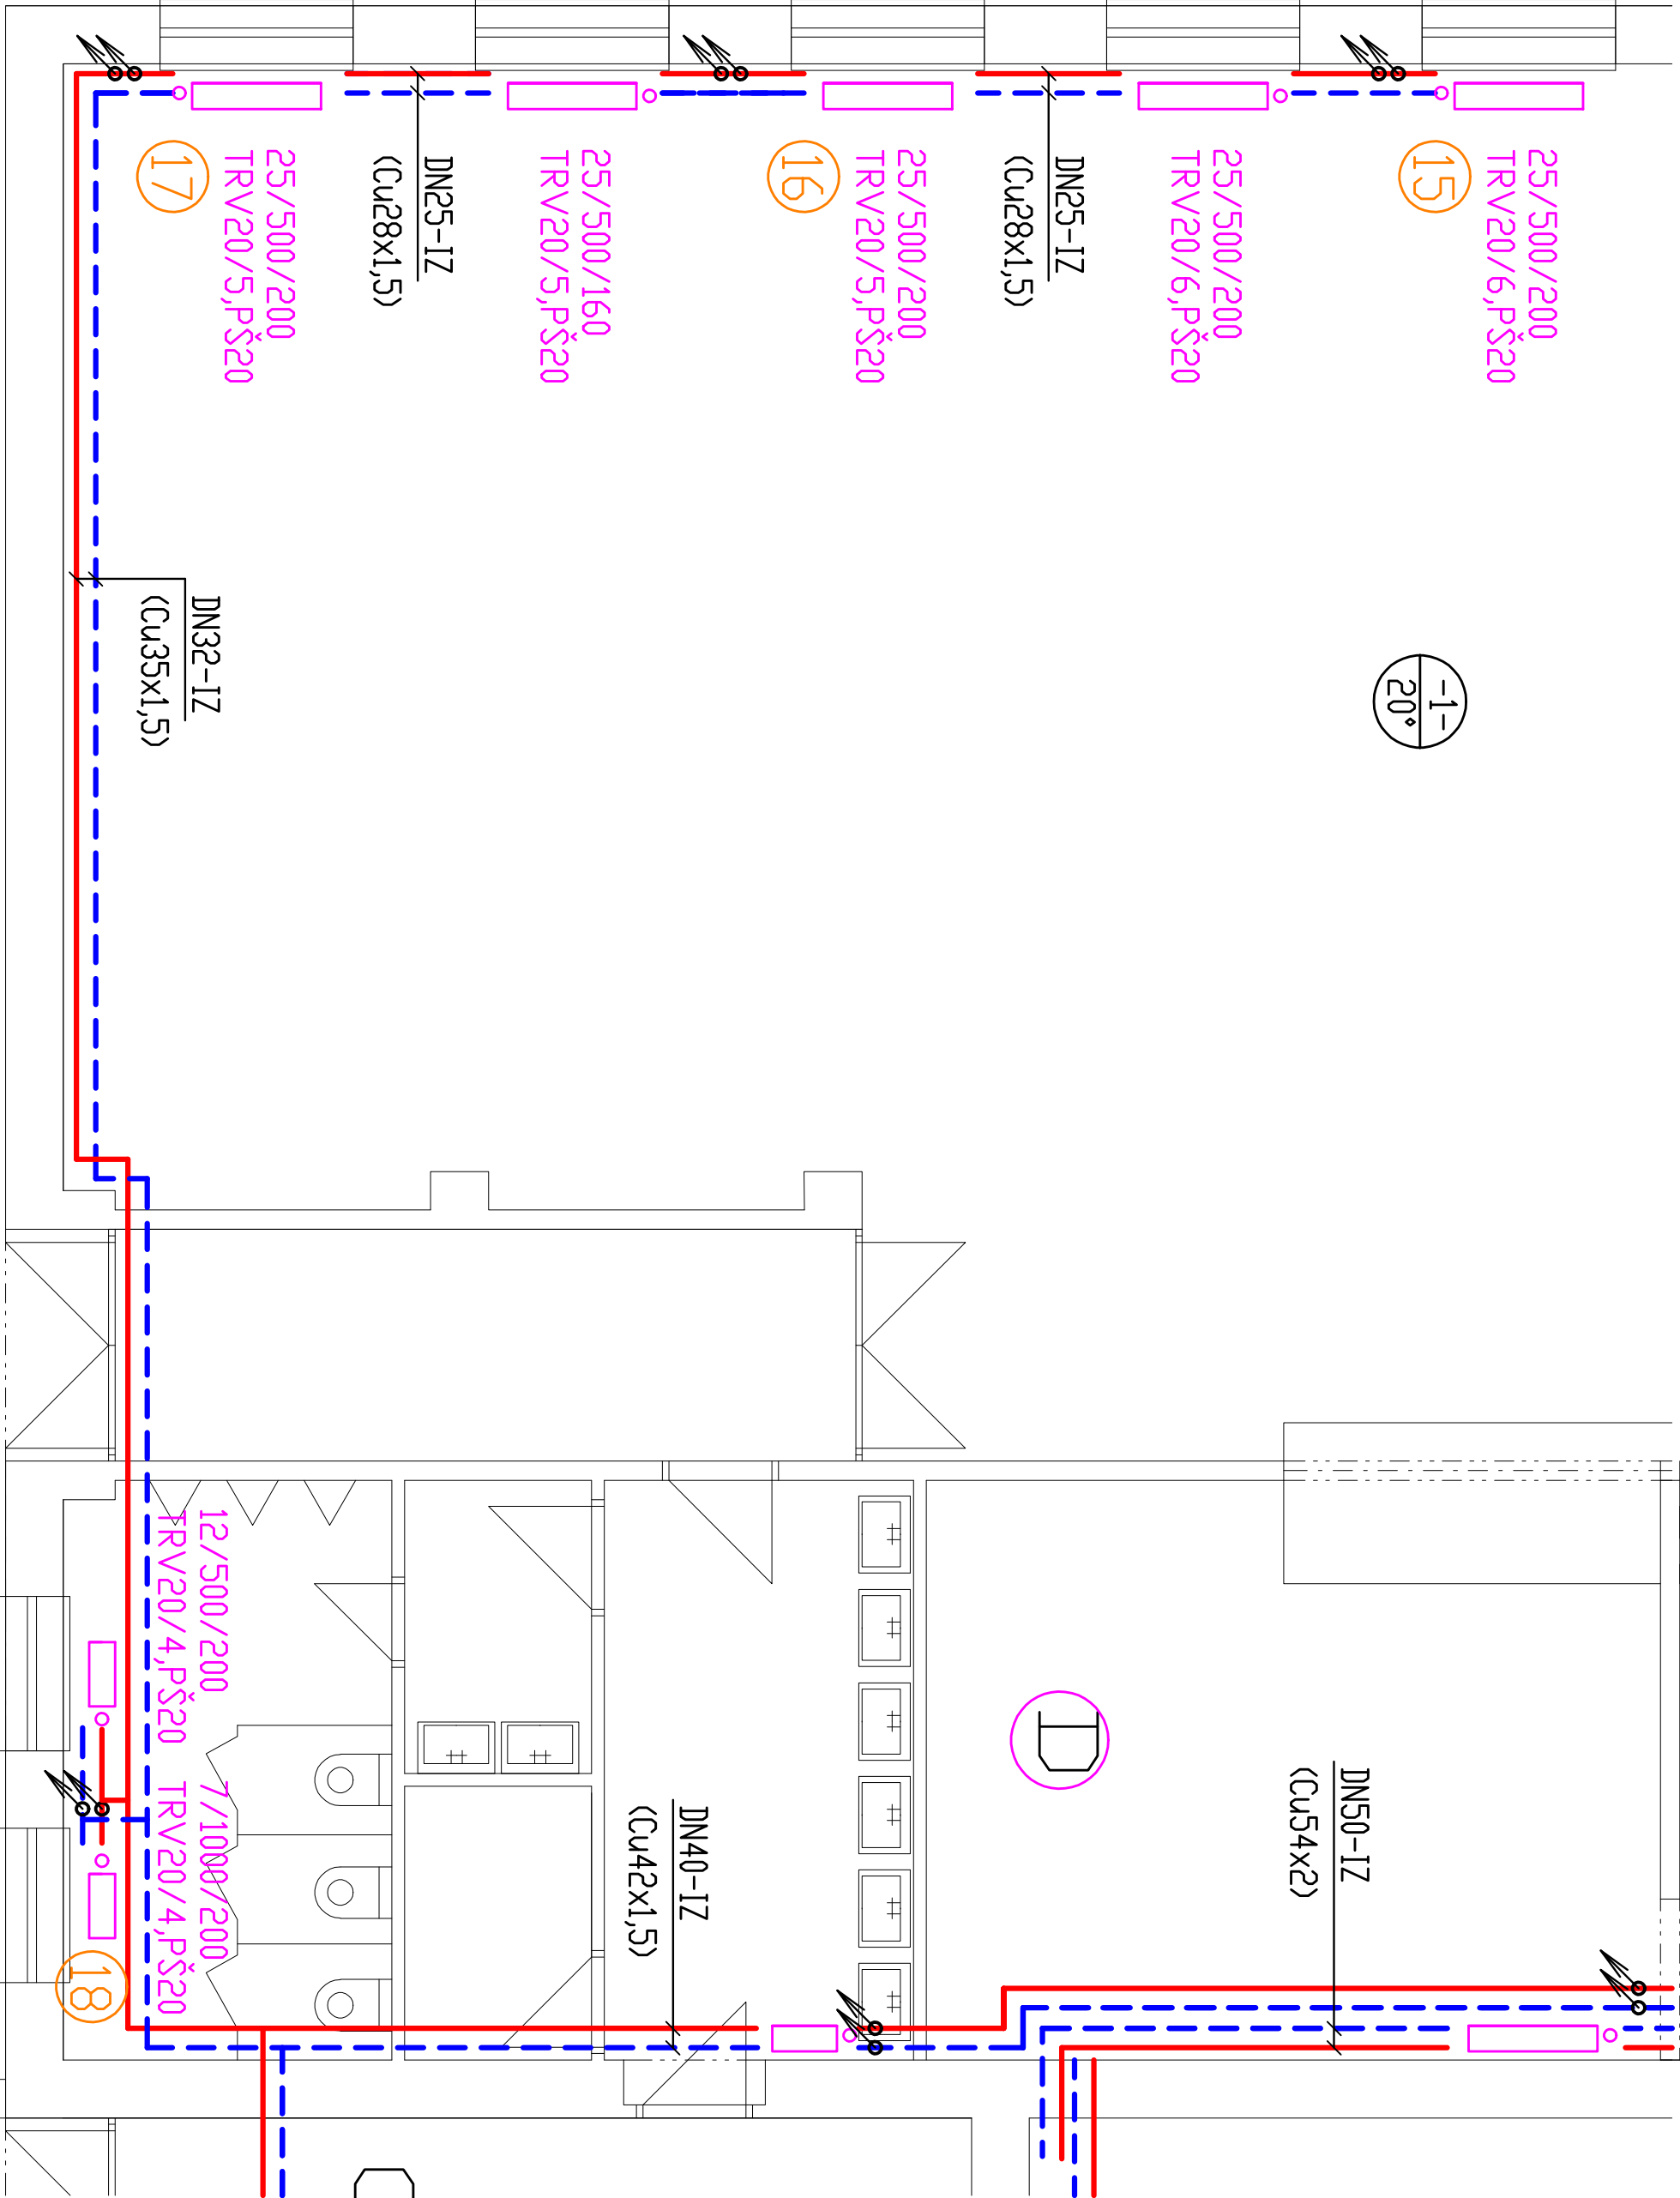 25/500/200
TRV20/6,PŠ20
15
25/500/200
TRV20/6,PŠ20
DN25-IZ
(Cu28x1,5)
25/500/200
TRV20/5,PŠ20
16
25/500/160
TRV20/5,PŠ20
DN25-IZ
(Cu28x1,5)
25/500/200
TRV20/5,PŠ20
17
-1-
20°
DN32-IZ
(Cu35x1,5)
D
DN50-IZ
(Cu54x2)
DN40-IZ
(Cu42x1,5)
12/500/200
TRV20/4,PŠ20
7/1000/200
TRV20/4,PŠ20
18